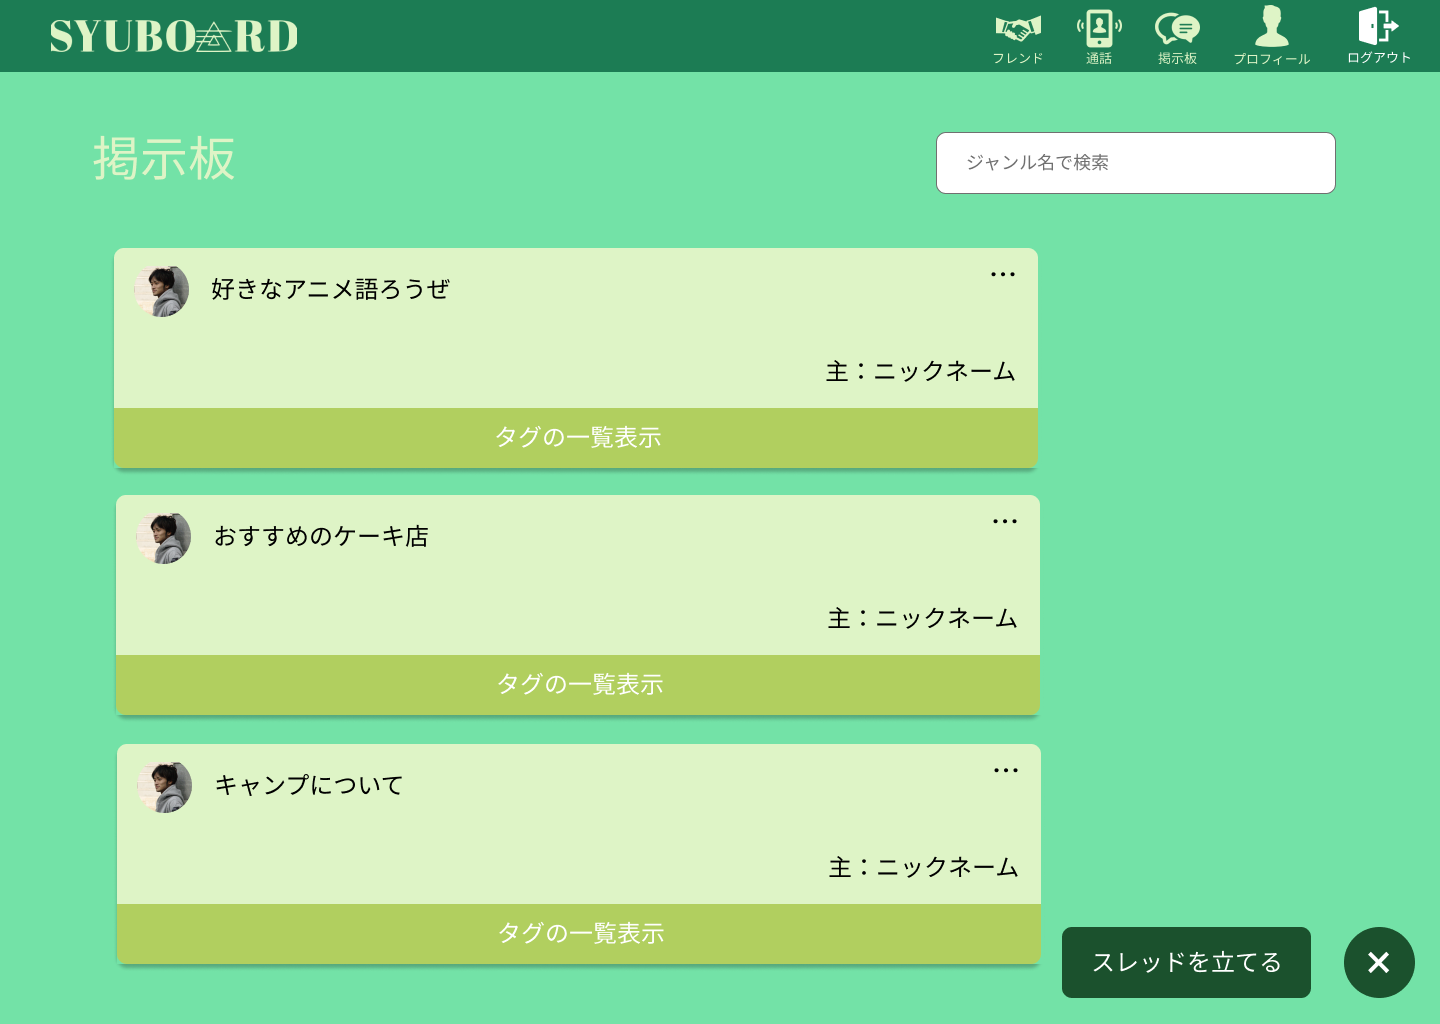 SYUBOARD
フレンド
通話
掲示板
プロフィール
ログアウト
掲示板
ジャンル名で検索
好きなアニメ語ろうぜ
主：ニックネーム
タグの一覧表示
おすすめのケーキ店
主：ニックネーム
タグの一覧表示
キャンプについて
主：ニックネーム
タグの一覧表示
スレッドを立てる